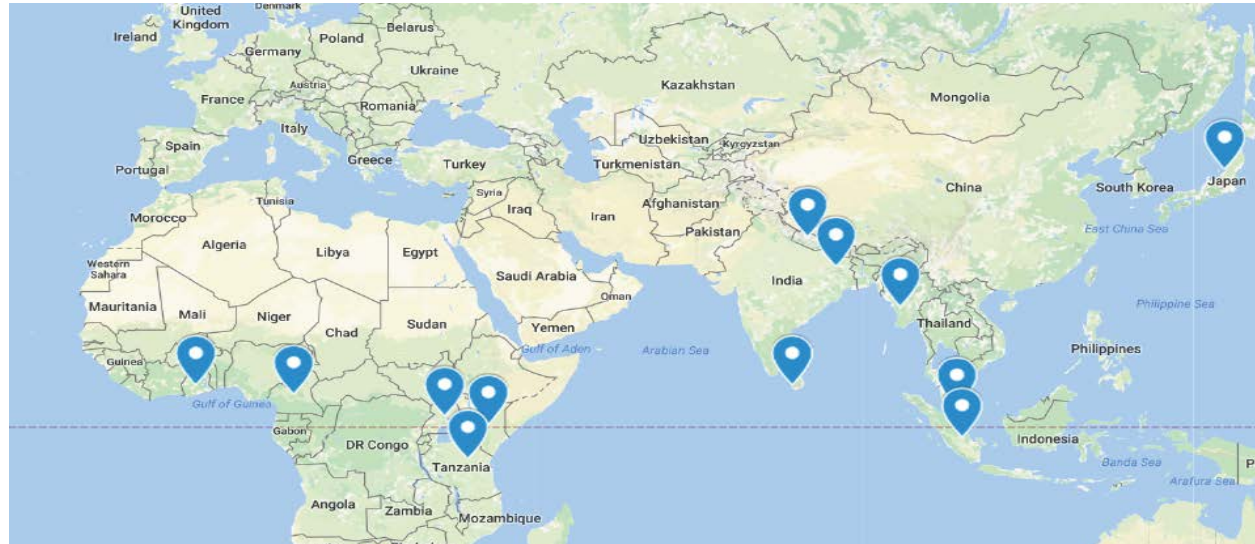 Denmark
United
Kingdom
Ireland
Belarus
Poland
Germany
Ukraine
Austria
France
Romania
Kazakhstan
Mongolia
Italy
Spain
Portugal
Greece
Turkey
Uzbekistan
Kyrgyzstan
Turkmenistan
China
South Korea
Japan
Syria
Tunisia
Morocco
Iraq
Iran
Afghanistan
Pakistan
East China Sea
Algeria
Libya
Egypt
Western
Sahara
Saudi Arabia
India
Oman
Mauritania
Mali
Niger
Chad
Sudan
Yemen
Gulf of Aden
Arabian Sea
Thailand
Philippine Sea
Philippines
Guinea
Gulf of Guinea
Gabon
DR Congo
Tanzania
Indonesia
Banda Sea
Arafura Sea
P
Angola
Zambia
Mozambique